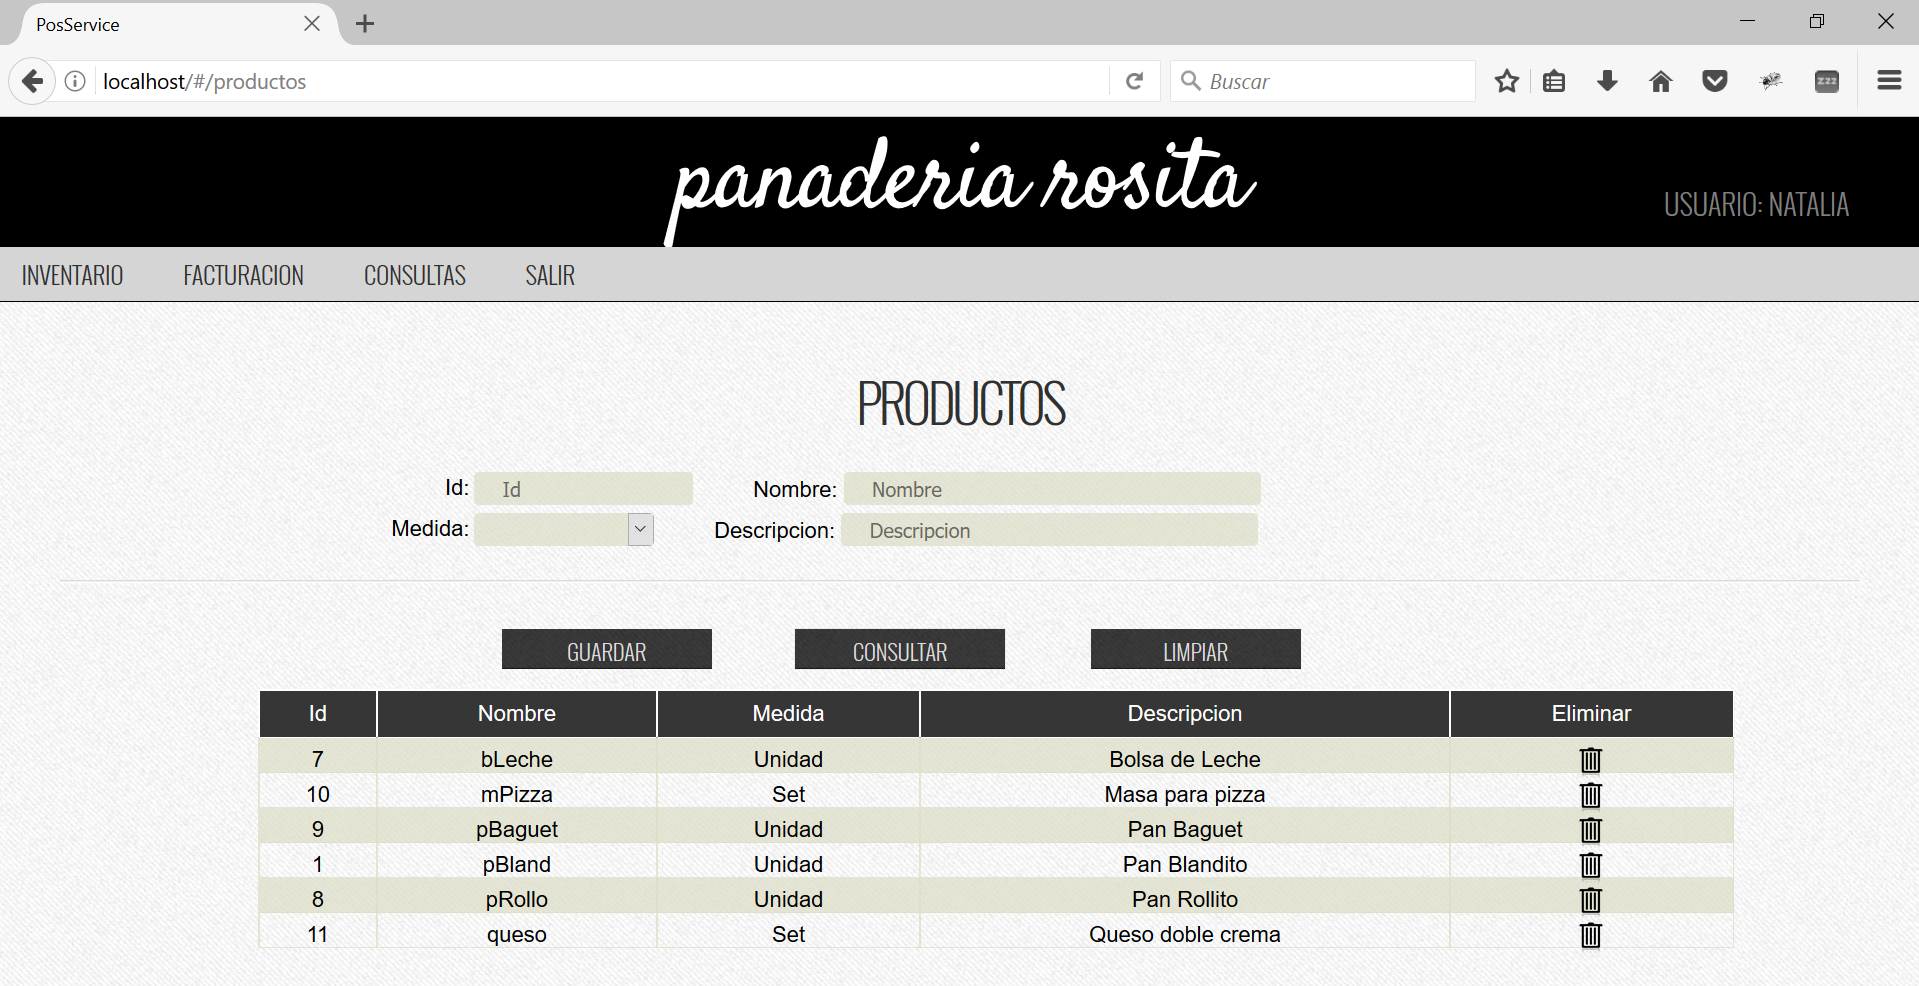 PosService
localhost/#/productos
Buscar
panaderia rosita
USUARIO: NATALIA
INVENTARIO FACTURACION CONSULTAS SALIR
PRODUCTOS
Id: Id Nombre: Nombre
Medida: Descripcion: Descripcion
GUARDAR CONSULTAR LIMPIAR
Id Nombre Medida Descripcion Eliminar
7 bLeche Unidad Bolsa de Leche
10 mPizza Set Masa para pizza
9 pBaguet Unidad Pan Baguet
1 pBland Unidad Pan Blandito
8 pRollo Unidad Pan Rollito
11 queso Set Queso doble crema